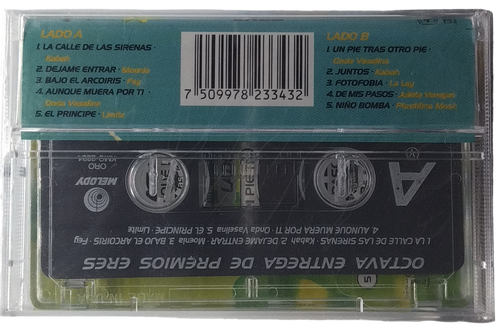 LADO A
1. LA CALLE DE LAS SIRENAS ·
Kabah
2. DEJAME ENTRAR · Moenia
3. BAJO EL ARCOIRIS · Fey
4. AUNQUE MUERA POR TI ·
Onda Vaselina
5. EL PRINCIPE · Límite
LADO B
1. UN PIE TRAS OTRO PIE ·
Onda Vaselina
2. JUNTOS · Kabah
3. FOTOFOBIA · La Ley
4. DE MIS PASOS · Julieta Venegas
5. NIÑO BOMBA · Plastilina Mosh
7 509978 233432
OCTAVA ENTREGA DE PREMIOS ERES
1. LA CALLE DE LAS SIRENAS · Kabah 2. DEJAME ENTRAR · Moenia 3. BAJO EL ARCOIRIS · Fey
4. AUNQUE MUERA POR TI · Onda Vaselina 5. EL PRINCIPE · Límite
A
MELODY
ORO